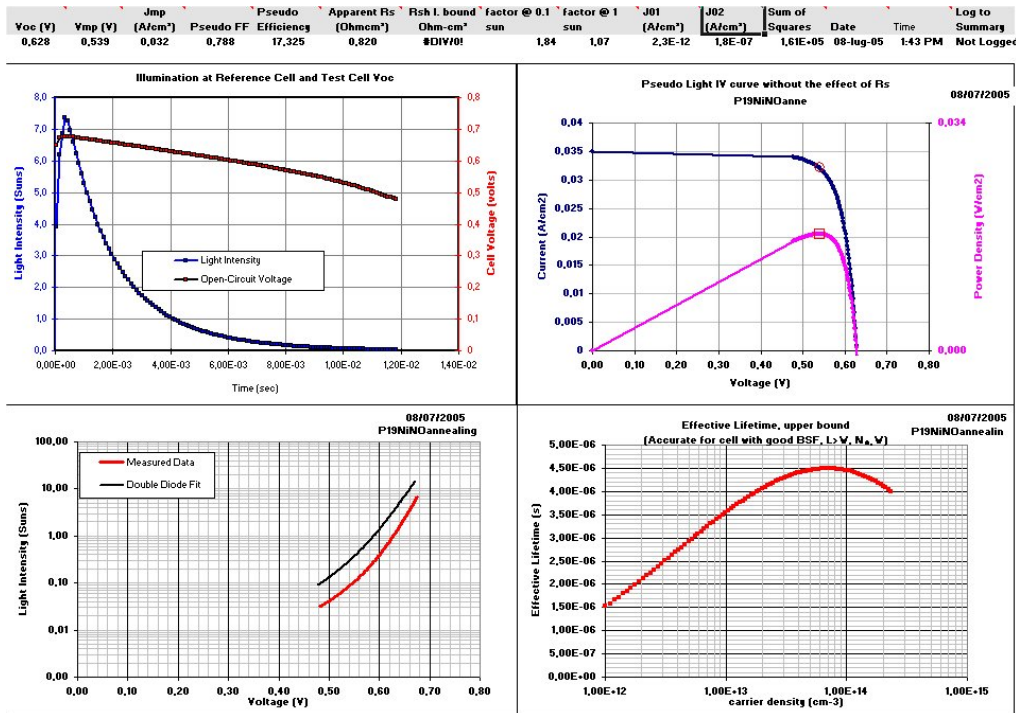 Jmp Pseudo Apparent Rs Rsh l. bound factor @ 0.1 factor @ 1 J01 J02 Sum of Log to
Voc (V) Vmp (V) (A/cm²) Pseudo FF Efficiency (Ohmcm²) Ohm-cm² sun sun (A/cm²) (A/cm²) Squares Date Time Summary
0,628 0,539 0,032 0,788 17,325 0,820 #DIV/0! 1,84 1,07 2,3E-12 1,8E-07 1,61E+05 08-lug-05 1:43 PM Not Logged
Illumination at Reference Cell and Test Cell Voc
8,0
7,0
6,0
5,0
4,0
3,0
2,0
1,0
0,0
Light Intensity (Suns)
0,8
0,7
0,6
0,5
0,4
0,3
0,2
0,1
0
Cell Voltage (volts)
Light Intensity
Open-Circuit Voltage
0,00E+00 2,00E-03 4,00E-03 6,00E-03 8,00E-03 1,00E-02 1,20E-02 1,40E-02
Time (sec)
Pseudo Light IV curve without the effect of Rs
P19NiNOanne
08/07/2005
0,04
0,035
0,03
0,025
0,02
0,015
0,01
0,005
0
Current (A/cm2)
0,034
0,000
Power Density (W/cm2)
0,00 0,10 0,20 0,30 0,40 0,50 0,60 0,70 0,80
Voltage (V)
08/07/2005
P19NiNOannealing
100,00
10,00
1,00
0,10
0,01
0,00
Light Intensity (Suns)
Measured Data
Double Diode Fit
0,00 0,10 0,20 0,30 0,40 0,50 0,60 0,70 0,80
Voltage (V)
Effective Lifetime, upper bound
(Accurate for cell with good BSF, L>W, Nₐ, W)
08/07/2005
P19NiNOannealin
5,00E-06
4,50E-06
4,00E-06
3,50E-06
3,00E-06
2,50E-06
2,00E-06
1,50E-06
1,00E-06
5,00E-07
0,00E+00
Effective Lifetime (s)
1,00E+12 1,00E+13 1,00E+14 1,00E+15
carrier density (cm-3)